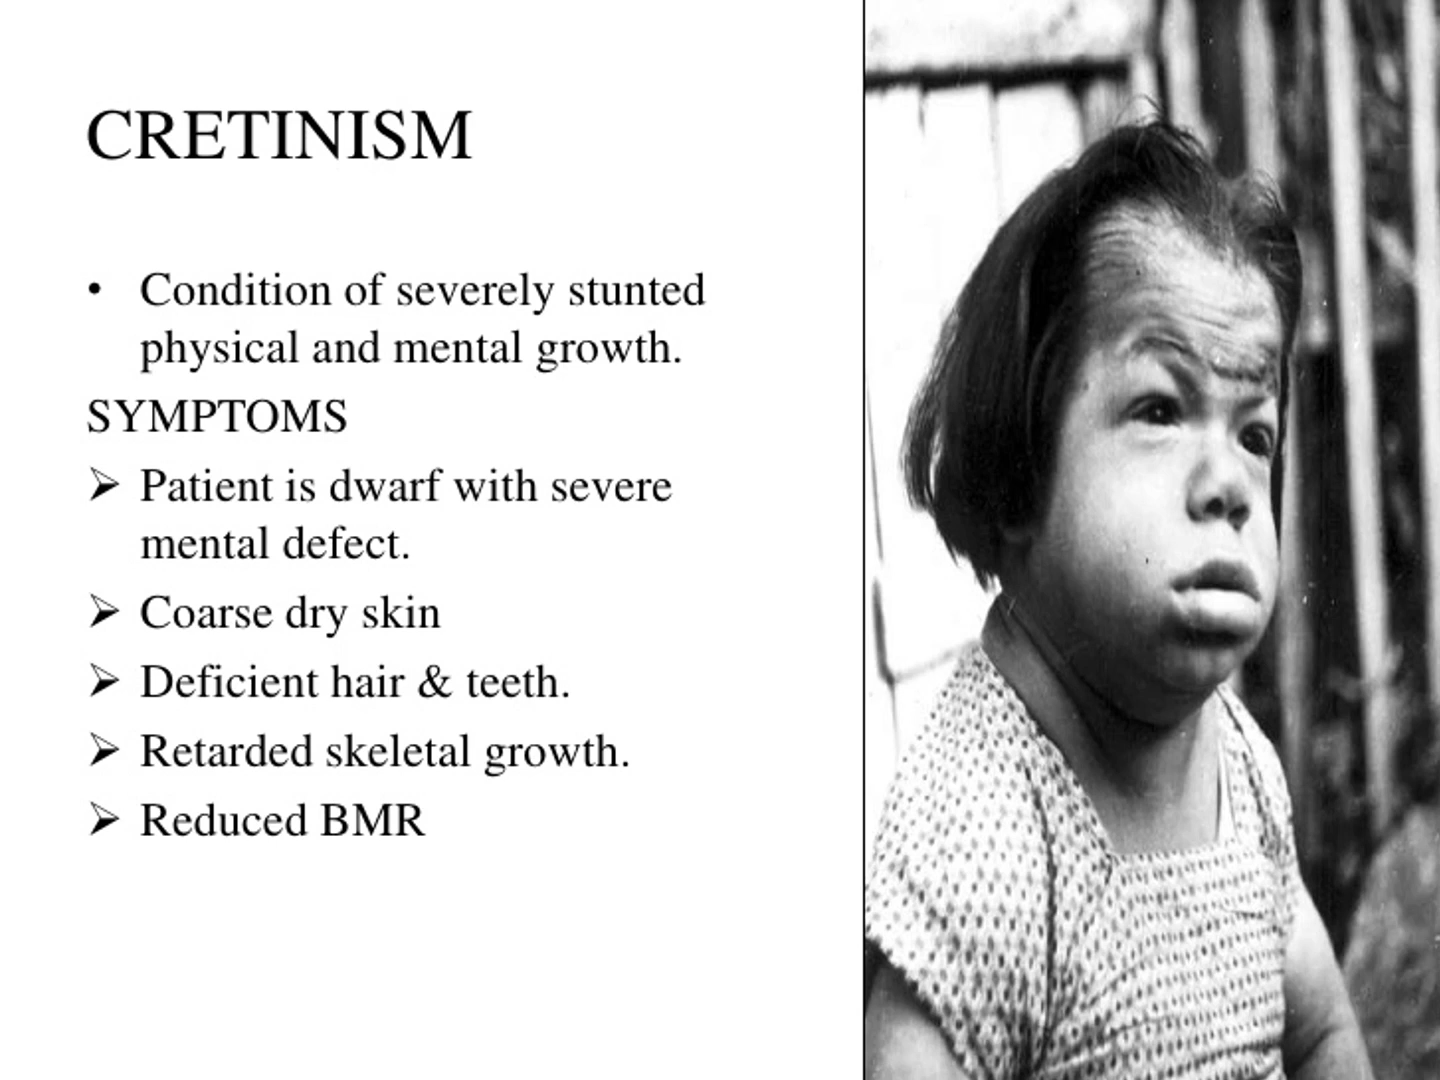 CRETINISM
• Condition of severely stunted
physical and mental growth.
SYMPTOMS
➢ Patient is dwarf with severe
mental defect.
➢ Coarse dry skin
➢ Deficient hair & teeth.
➢ Retarded skeletal growth.
➢ Reduced BMR